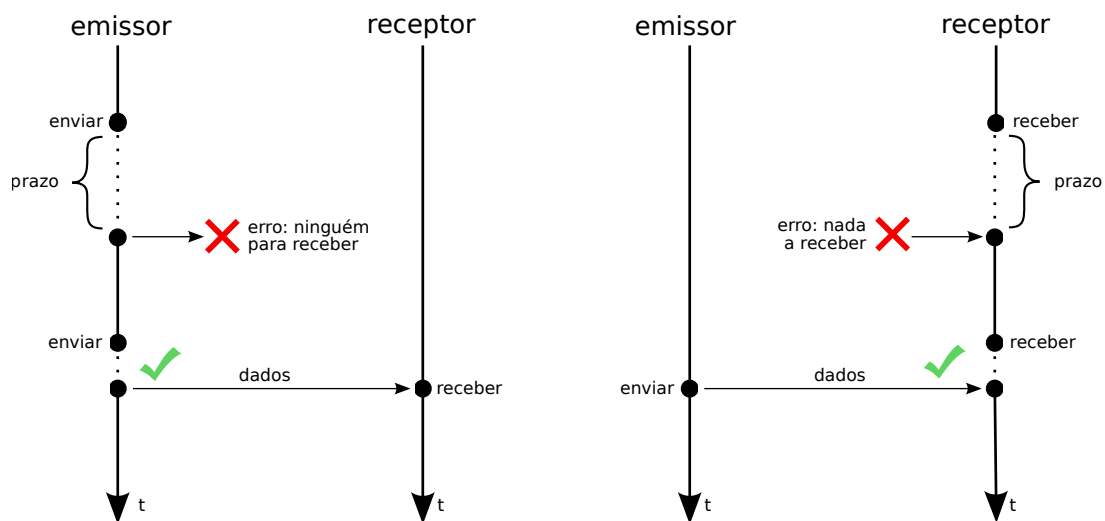 emissor
receptor
enviar
prazo
erro: ninguém
para receber
enviar
dados
receber
t
t
emissor
receptor
receber
prazo
erro: nada
a receber
receber
enviar
dados
t
t